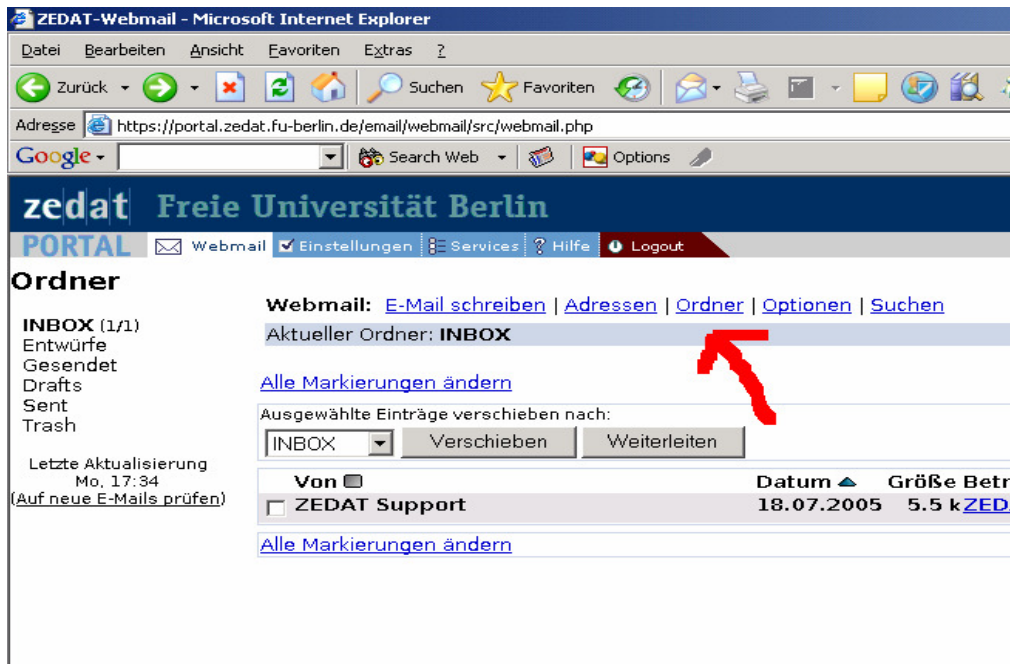 ZEDAT-Webmail - Microsoft Internet Explorer
Datei Bearbeiten Ansicht Favoriten Extras ?
Zurück Suchen Favoriten
Adresse https://portal.zedat.fu-berlin.de/email/webmail/src/webmail.php
Google Search Web Options
zedat Freie Universität Berlin
PORTAL Webmail Einstellungen Services Hilfe Logout
Ordner
Webmail: E-Mail schreiben | Adressen | Ordner | Optionen | Suchen
INBOX (1/1)
Aktueller Ordner: INBOX
Entwürfe
Gesendet
Drafts
Sent
Trash
Alle Markierungen ändern
Ausgewählte Einträge verschieben nach:
INBOX Verschieben Weiterleiten
Letzte Aktualisierung
Mo, 17:34
(Auf neue E-Mails prüfen)
Von Datum Größe Betr
ZEDAT Support 18.07.2005 5.5 k ZED
Alle Markierungen ändern